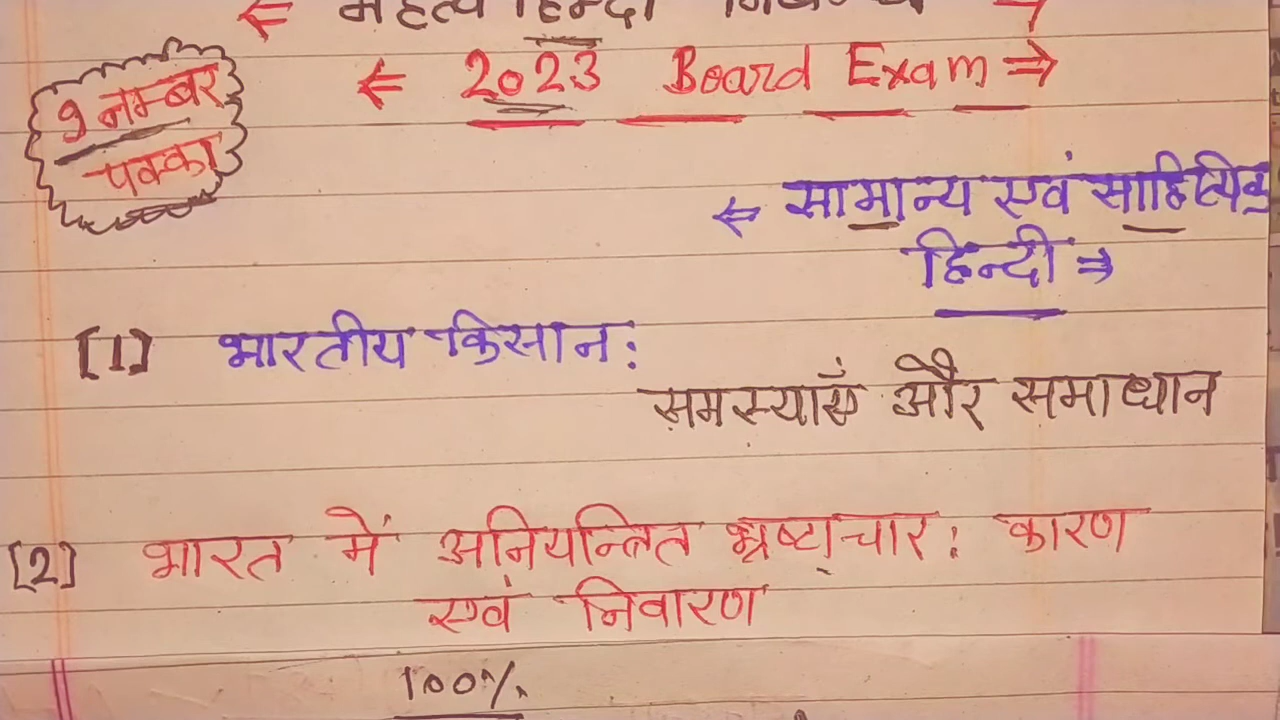 ← महत्व हिन्दी
← 2023 Board Exam ⇒
9 नम्बर
पक्का
← सामान्य एवं साहित्यिक
हिन्दी ⇒
[1] भारतीय किसान:
समस्याएँ और समाधान
[2] भारत में अनियन्त्रित भ्रष्टाचार: कारण
एवं निवारण
100%